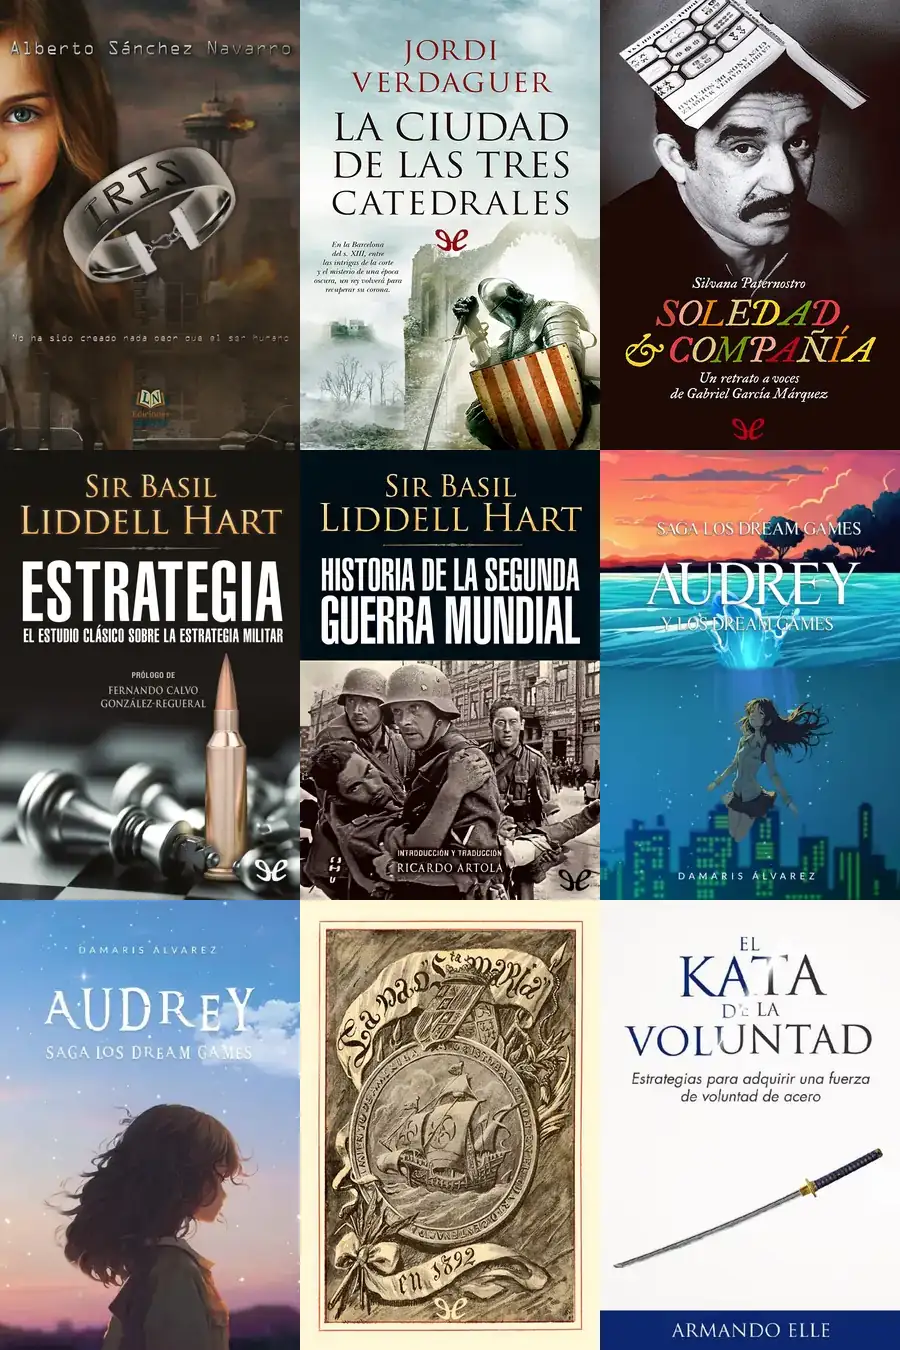 Alberto Sánchez Navarro
IRIS
No ha sido creado nada peor que el ser humano
LN
Ediciones
JORDI
VERDAGUER
LA CIUDAD
DE LAS TRES
CATEDRALES
En la Barcelona
del s. XIII, entre
las intrigas de la corte
y el misterio de una época
oscura, un rey volverá para
recuperar su corona.
Silvana Paternostro
SOLEDAD
& COMPAÑÍA
Un retrato a voces
de Gabriel García Márquez
SIR BASIL
LIDDELL HART
ESTRATEGIA
EL ESTUDIO CLÁSICO SOBRE LA ESTRATEGIA MILITAR
PRÓLOGO DE
FERNANDO CALVO
GONZÁLEZ-REGUERAL
SIR BASIL
LIDDELL HART
HISTORIA DE LA SEGUNDA
GUERRA MUNDIAL
INTRODUCCIÓN Y TRADUCCIÓN
RICARDO ARTOLA
SAGA LOS DREAM GAMES
AUDREY
Y LOS DREAM GAMES
DAMARIS ÁLVAREZ
DAMARIS ÁLVAREZ
AUDREY
SAGA LOS DREAM GAMES
La nao Sta Maria
en 1892
EL
KATA
DE LA
VOLUNTAD
Estrategias para adquirir una fuerza
de voluntad de acero
ARMANDO ELLE